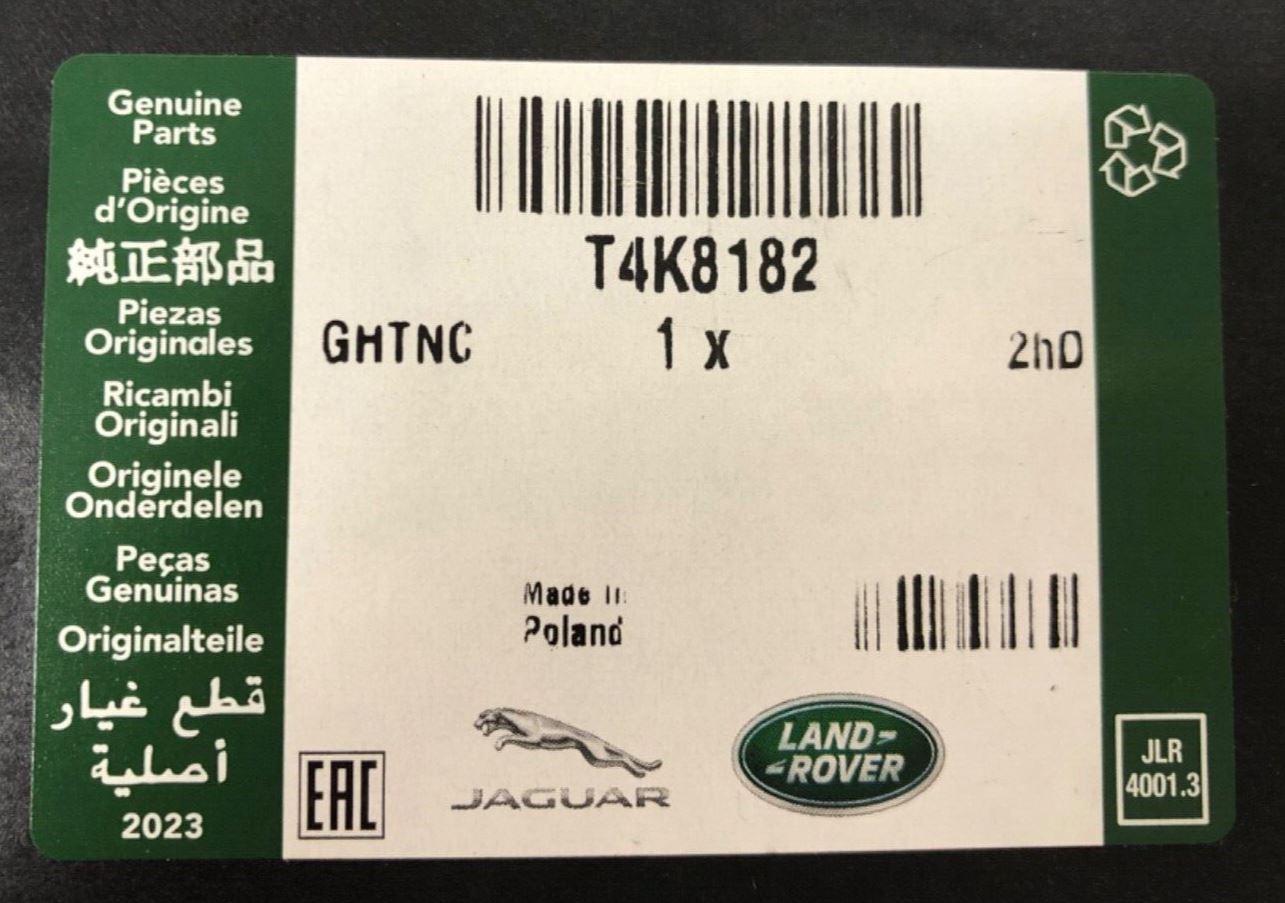 Genuine
Parts
Pièces
d'Origine
純正部品
Piezas
Originales
Ricambi
Originali
Originele
Onderdelen
Peças
Genuinas
Originalteile
قطع غيار
أصلية
2023
T4K8182
GHTNC 1 x 2hD
Made in
Poland
EAC
JAGUAR
LAND
ROVER
JLR
4001.3